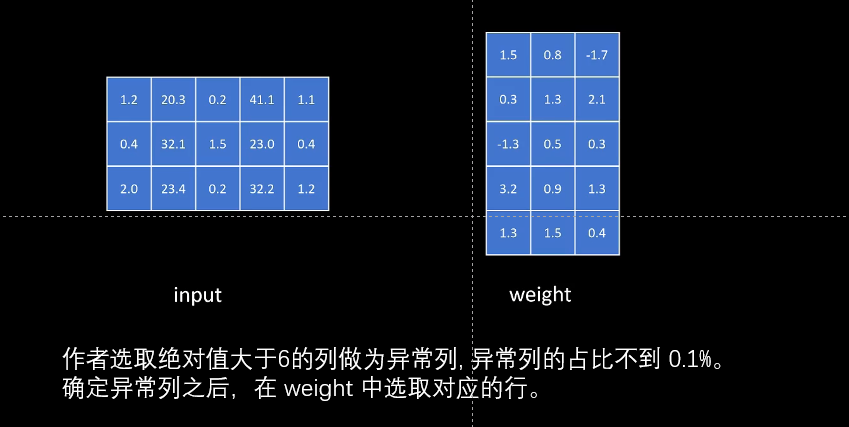 1.2 20.3 0.2 41.1 1.1
0.4 32.1 1.5 23.0 0.4
2.0 23.4 0.2 32.2 1.2
input
1.5 0.8 -1.7
0.3 1.3 2.1
-1.3 0.5 0.3
3.2 0.9 1.3
1.3 1.5 0.4
weight
作者选取绝对值大于6的列做为异常列, 异常列的占比不到 0.1%。
确定异常列之后，在 weight 中选取对应的行。